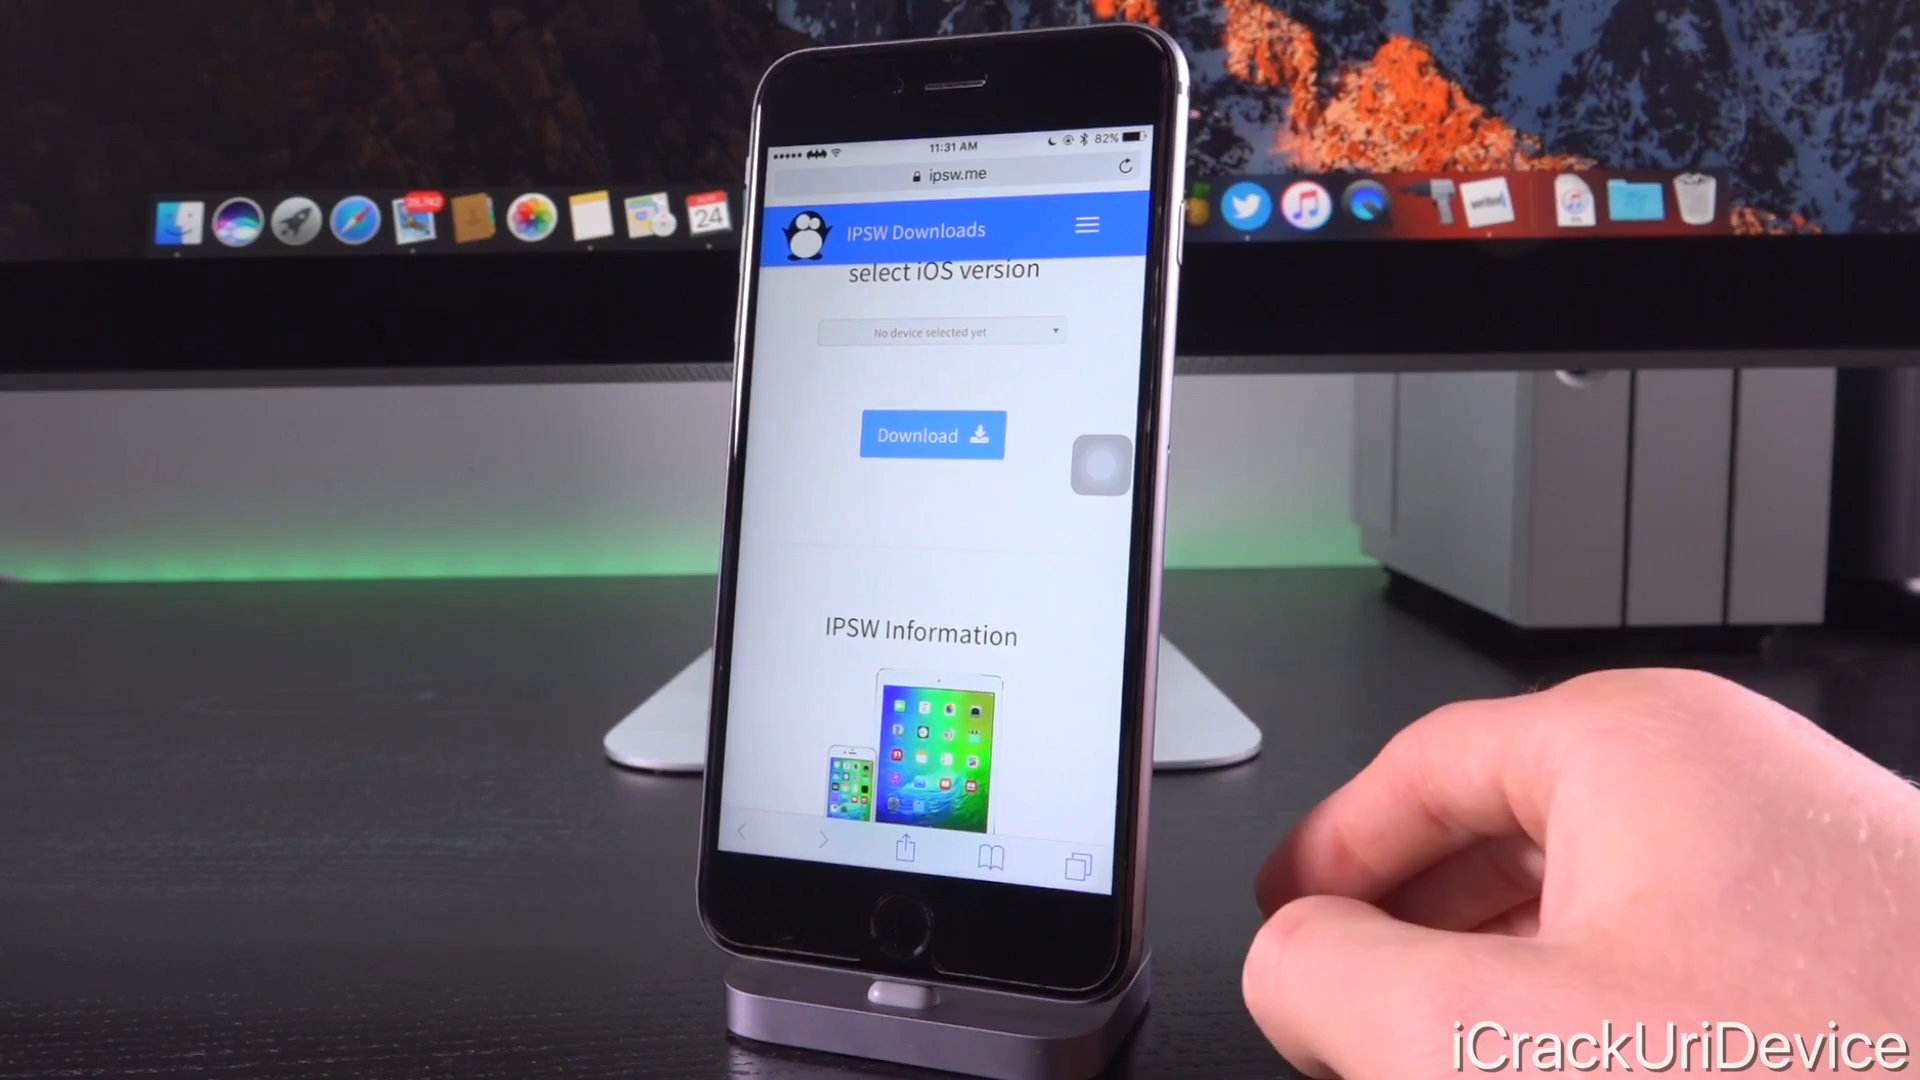 11:31 AM
82%
ipsw.me
IPSW Downloads
select iOS version
No device selected yet
Download
IPSW Information
24
iCrackUriDevice